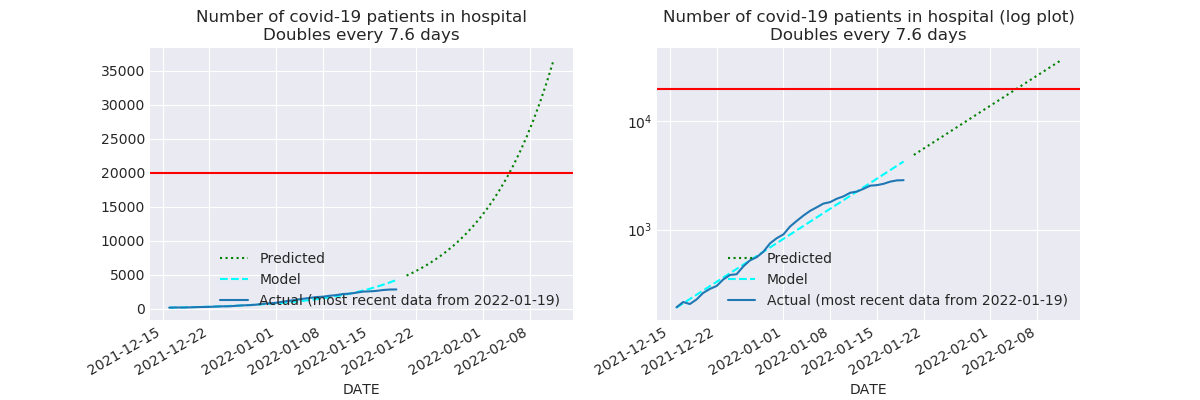 Number of covid-19 patients in hospital
Doubles every 7.6 days
35000
30000
25000
20000
15000
10000
5000
0
Predicted
Model
Actual (most recent data from 2022-01-19)
2021-12-15
2021-12-22
2022-01-01
2022-01-08
2022-01-15
2022-01-22
2022-02-01
2022-02-08
DATE
Number of covid-19 patients in hospital (log plot)
Doubles every 7.6 days
10⁴
10³
Predicted
Model
Actual (most recent data from 2022-01-19)
2021-12-15
2021-12-22
2022-01-01
2022-01-08
2022-01-15
2022-01-22
2022-02-01
2022-02-08
DATE